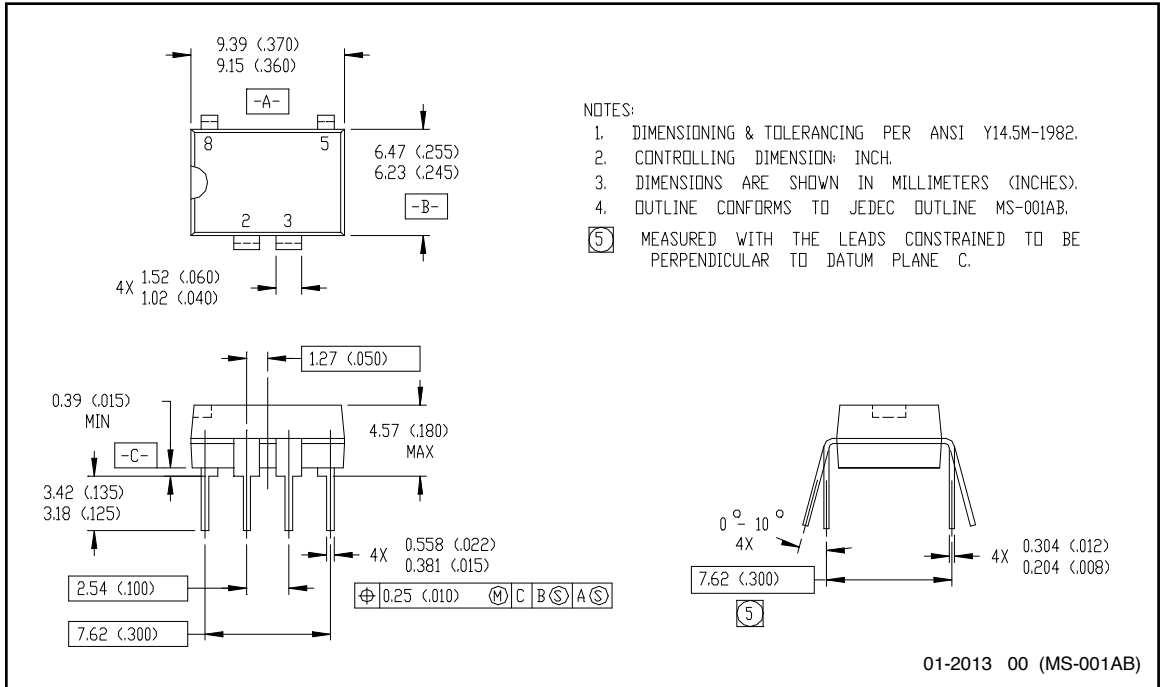 9.39 (.370)
9.15 (.360)
-A-
8
5
6.47 (.255)
6.23 (.245)
-B-
2
3
4X 1.52 (.060)
1.02 (.040)
NOTES:
1. DIMENSIONING & TOLERANCING PER ANSI Y14.5M-1982.
2. CONTROLLING DIMENSION: INCH.
3. DIMENSIONS ARE SHOWN IN MILLIMETERS (INCHES).
4. OUTLINE CONFORMS TO JEDEC OUTLINE MS-001AB.
5 MEASURED WITH THE LEADS CONSTRAINED TO BE
PERPENDICULAR TO DATUM PLANE C.
1.27 (.050)
0.39 (.015)
MIN
4.57 (.180)
MAX
-C-
3.42 (.135)
3.18 (.125)
4X 0.558 (.022)
0.381 (.015)
2.54 (.100)
⌖ 0.25 (.010) Ⓜ C B Ⓢ A Ⓢ
7.62 (.300)
0° - 10°
4X
4X 0.304 (.012)
0.204 (.008)
7.62 (.300)
5
01-2013 00 (MS-001AB)